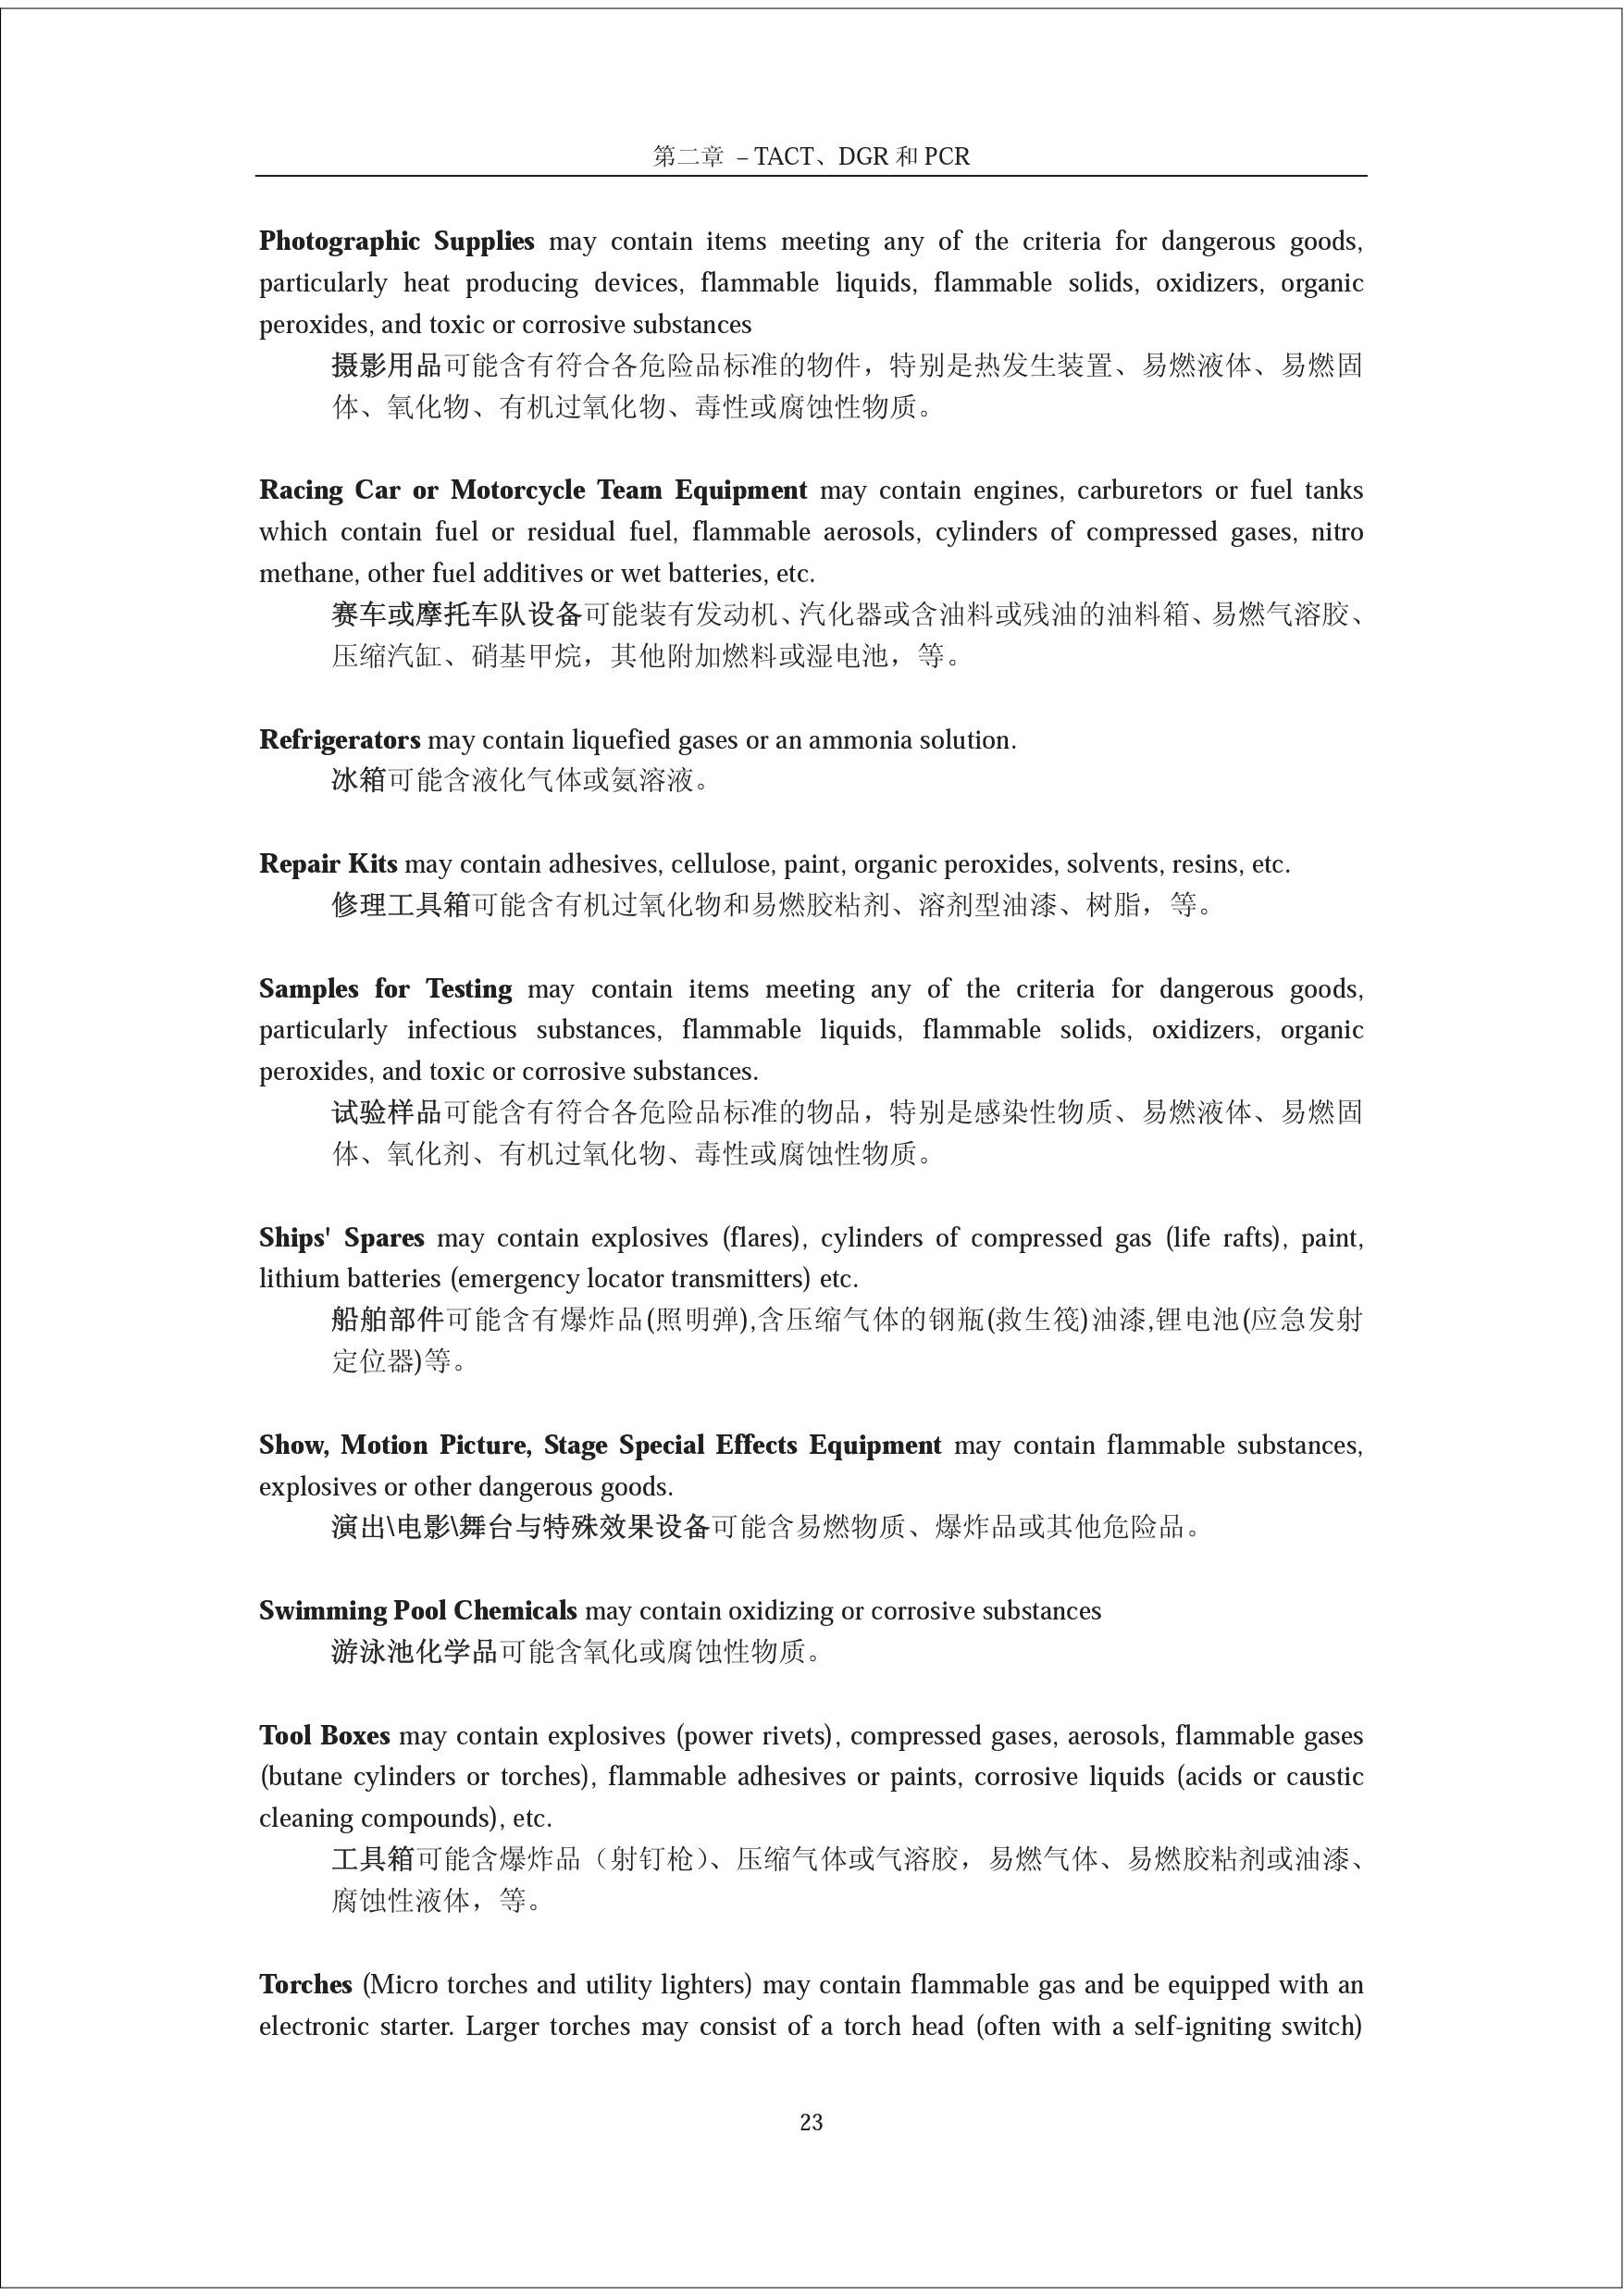 第二章 – TACT、DGR 和 PCR
Photographic Supplies may contain items meeting any of the criteria for dangerous goods,
particularly heat producing devices, flammable liquids, flammable solids, oxidizers, organic
peroxides, and toxic or corrosive substances
摄影用品可能含有符合各危险品标准的物件，特别是热发生装置、易燃液体、易燃固
体、氧化物、有机过氧化物、毒性或腐蚀性物质。
Racing Car or Motorcycle Team Equipment may contain engines, carburetors or fuel tanks
which contain fuel or residual fuel, flammable aerosols, cylinders of compressed gases, nitro
methane, other fuel additives or wet batteries, etc.
赛车或摩托车队设备可能装有发动机、汽化器或含油料或残油的油料箱、易燃气溶胶、
压缩汽缸、硝基甲烷，其他附加燃料或湿电池，等。
Refrigerators may contain liquefied gases or an ammonia solution.
冰箱可能含液化气体或氨溶液。
Repair Kits may contain adhesives, cellulose, paint, organic peroxides, solvents, resins, etc.
修理工具箱可能含有机过氧化物和易燃胶粘剂、溶剂型油漆、树脂，等。
Samples for Testing may contain items meeting any of the criteria for dangerous goods,
particularly infectious substances, flammable liquids, flammable solids, oxidizers, organic
peroxides, and toxic or corrosive substances.
试验样品可能含有符合各危险品标准的物品，特别是感染性物质、易燃液体、易燃固
体、氧化剂、有机过氧化物、毒性或腐蚀性物质。
Ships' Spares may contain explosives (flares), cylinders of compressed gas (life rafts), paint,
lithium batteries (emergency locator transmitters) etc.
船舶部件可能含有爆炸品(照明弹),含压缩气体的钢瓶(救生筏)油漆,锂电池(应急发射
定位器)等。
Show, Motion Picture, Stage Special Effects Equipment may contain flammable substances,
explosives or other dangerous goods.
演出\电影\舞台与特殊效果设备可能含易燃物质、爆炸品或其他危险品。
Swimming Pool Chemicals may contain oxidizing or corrosive substances
游泳池化学品可能含氧化或腐蚀性物质。
Tool Boxes may contain explosives (power rivets), compressed gases, aerosols, flammable gases
(butane cylinders or torches), flammable adhesives or paints, corrosive liquids (acids or caustic
cleaning compounds), etc.
工具箱可能含爆炸品（射钉枪）、压缩气体或气溶胶，易燃气体、易燃胶粘剂或油漆、
腐蚀性液体，等。
Torches (Micro torches and utility lighters) may contain flammable gas and be equipped with an
electronic starter. Larger torches may consist of a torch head (often with a self-igniting switch)
23